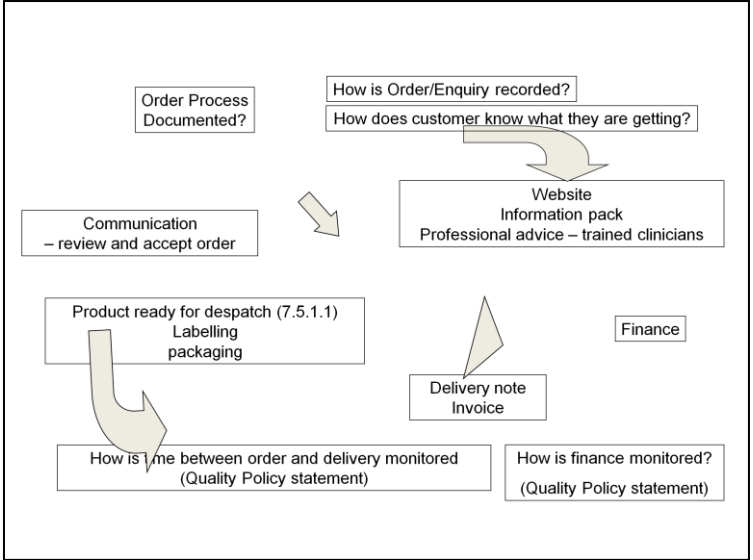 Order Process
Documented?
How is Order/Enquiry recorded?
How does customer know what they are getting?
Website
Information pack
Professional advice – trained clinicians
Communication
– review and accept order
Product ready for despatch (7.5.1.1)
Labelling
packaging
Finance
Delivery note
Invoice
How is between order and delivery monitored
(Quality Policy statement)
How is finance monitored?
(Quality Policy statement)